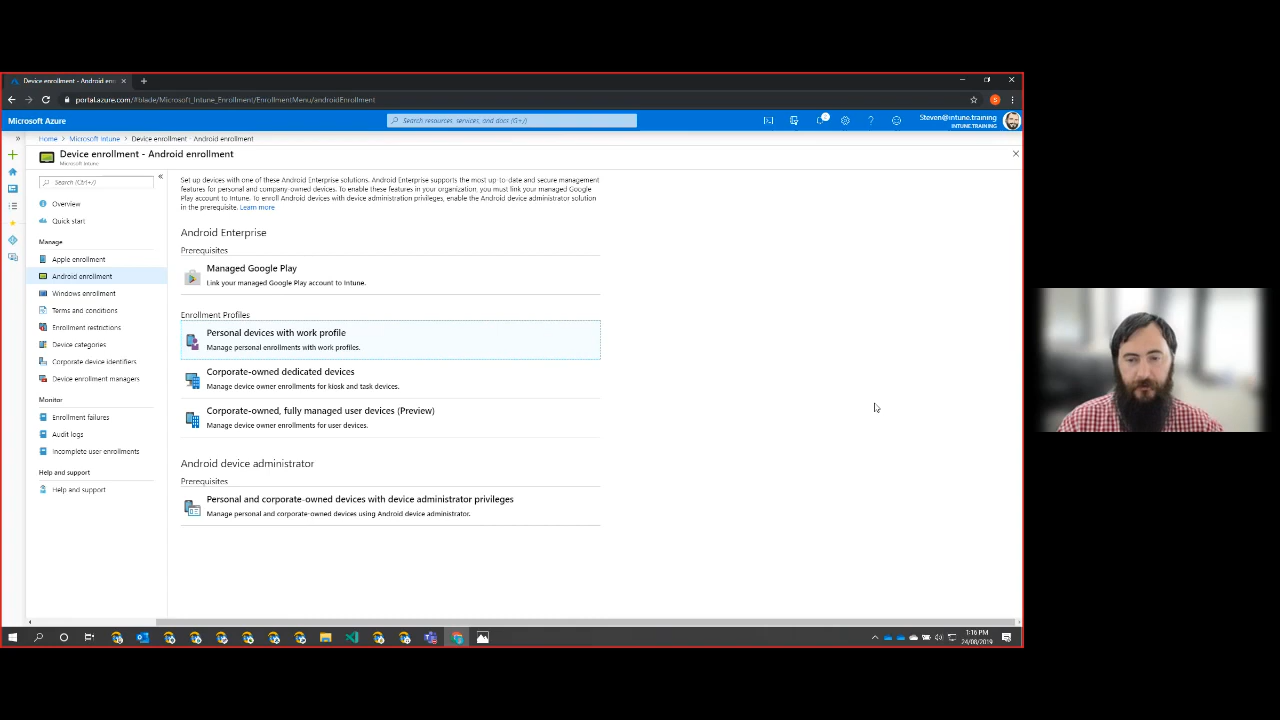 Device enrollment - Android en
portal.azure.com/#blade/Microsoft_Intune_Enrollment/EnrollmentMenu/androidEnrollment
Microsoft Azure
Search resources, services, and docs (G+/)
Steven@intune.training
INTUNE.TRAINING
Home > Microsoft Intune > Device enrollment - Android enrollment
Device enrollment - Android enrollment
Microsoft Intune
Search (Ctrl+/)
Overview
Quick start
Manage
Apple enrollment
Android enrollment
Windows enrollment
Terms and conditions
Enrollment restrictions
Device categories
Corporate device identifiers
Device enrollment managers
Monitor
Enrollment failures
Audit logs
Incomplete user enrollments
Help and support
Help and support
Set up devices with one of these Android Enterprise solutions. Android Enterprise supports the most up-to-date and secure management
features for personal and company-owned devices. To enable these features in your organization, you must link your managed Google
Play account to Intune. To enroll Android devices with device administration privileges, enable the Android device administrator solution
in the prerequisite. Learn more
Android Enterprise
Prerequisites
Managed Google Play
Link your managed Google Play account to Intune.
Enrollment Profiles
Personal devices with work profile
Manage personal enrollments with work profiles.
Corporate-owned dedicated devices
Manage device owner enrollments for kiosk and task devices.
Corporate-owned, fully managed user devices (Preview)
Manage device owner enrollments for user devices.
Android device administrator
Prerequisites
Personal and corporate-owned devices with device administrator privileges
Manage personal and corporate-owned devices using Android device administrator.
1:16 PM
24/08/2019